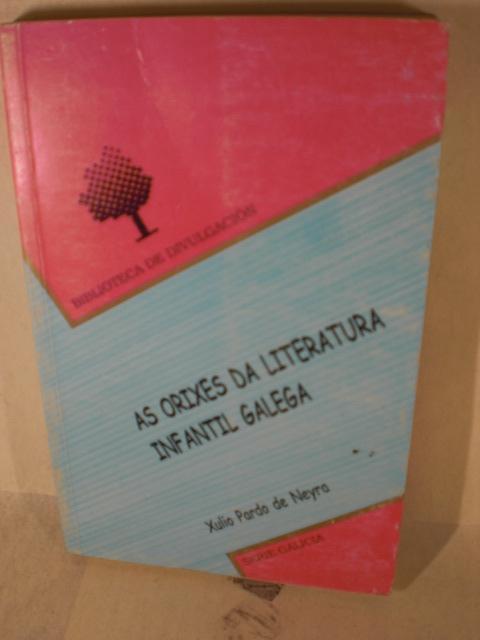 BIBLIOTECA DE DIVULGACIÓN
AS ORIXES DA LITERATURA
INFANTIL GALEGA
Xulio Pardo de Neyra
SERIE GALICIA